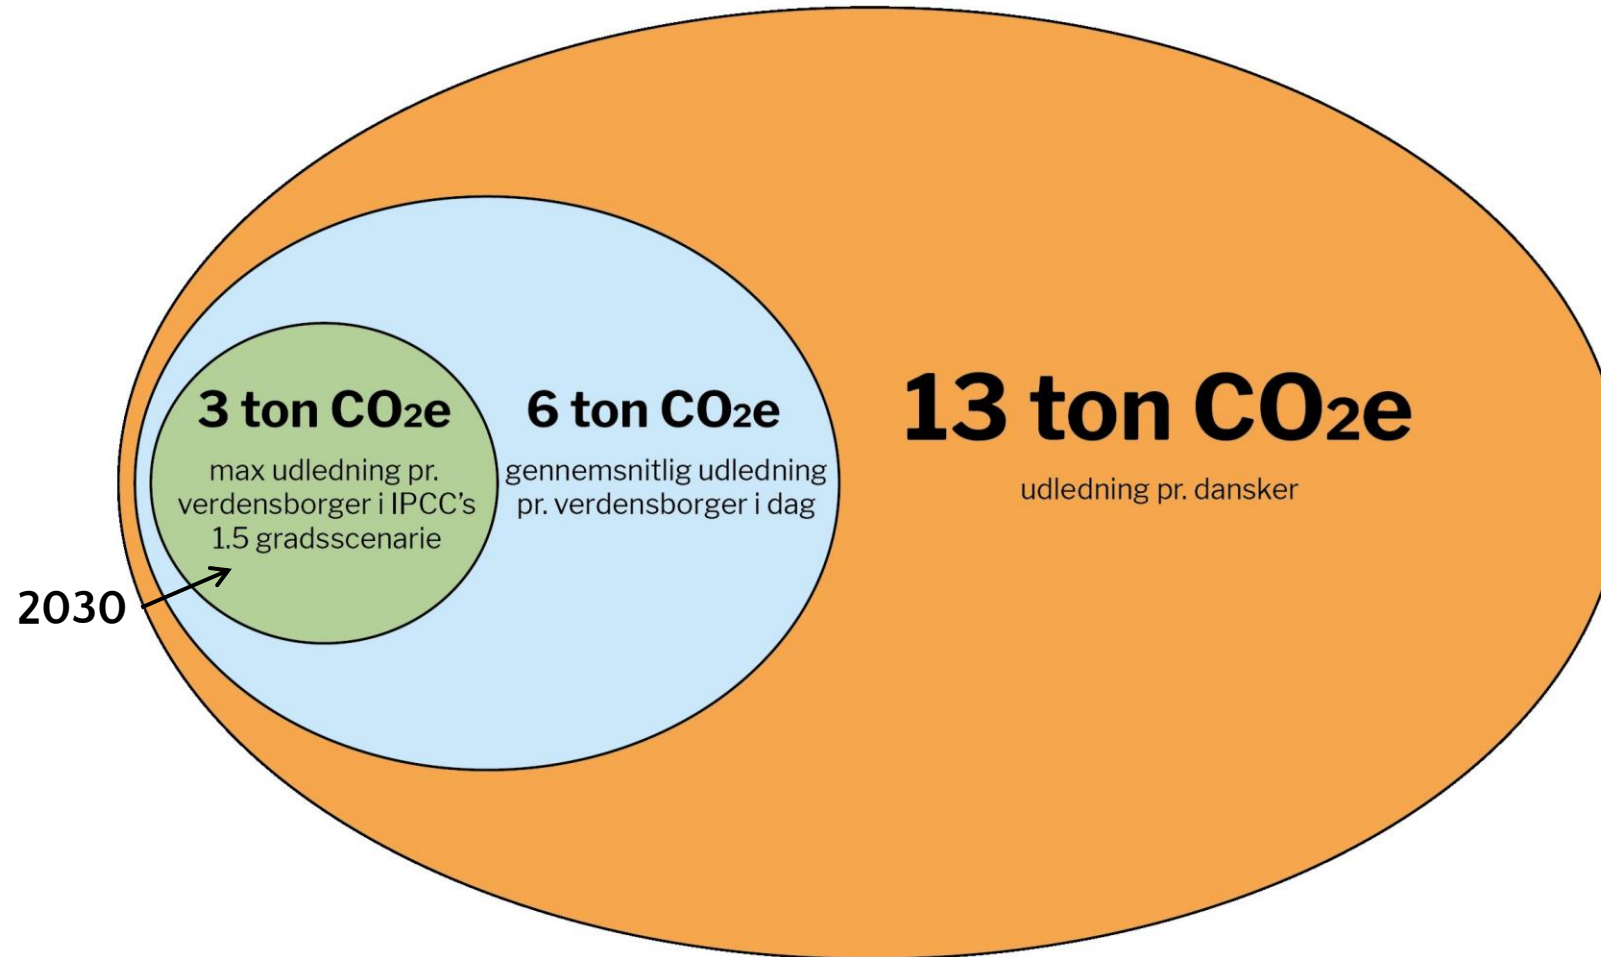 3 ton CO₂e
max udledning pr.
verdensborger i IPCC's
1.5 gradsscenarie
6 ton CO₂e
gennemsnitlig udledning
pr. verdensborger i dag
13 ton CO₂e
udledning pr. dansker
2030